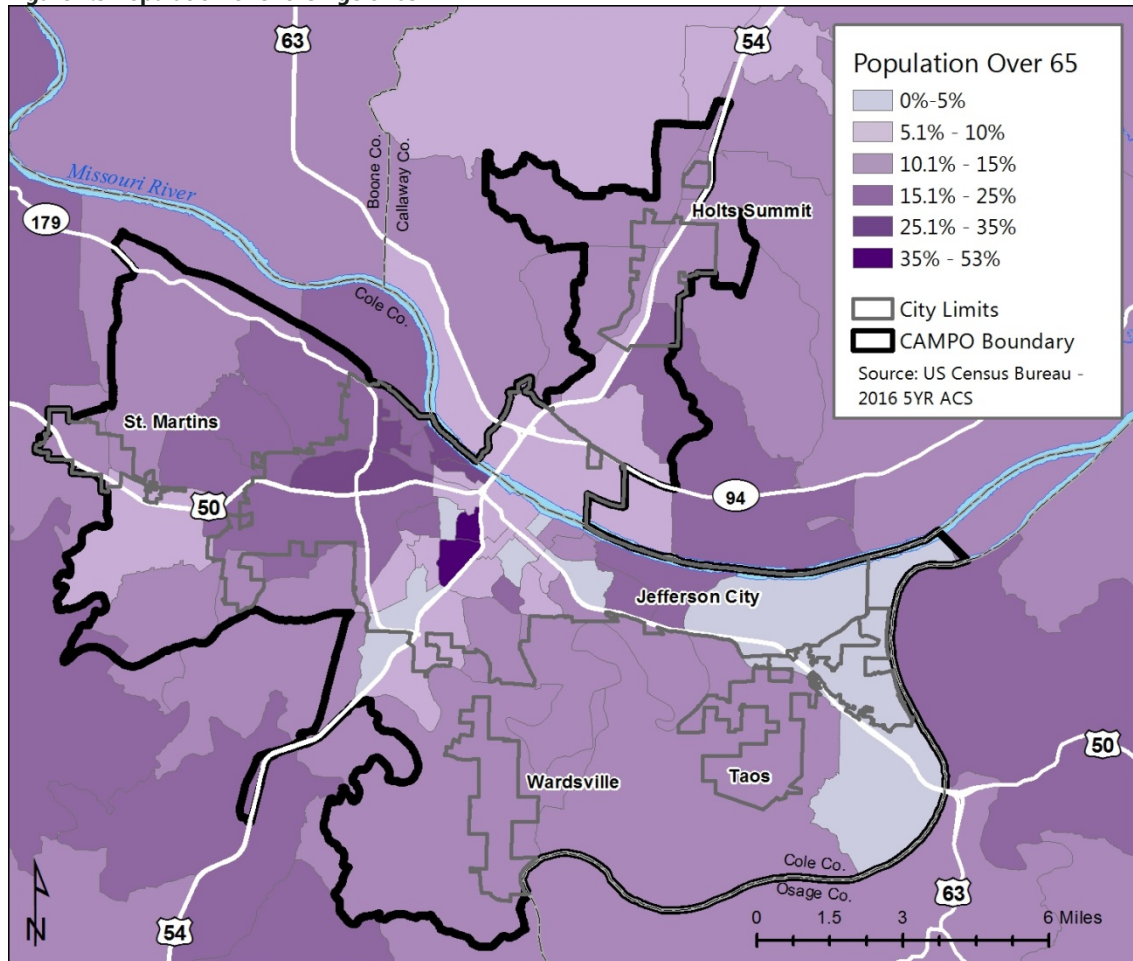 63
54
Population Over 65
0%-5%
5.1% - 10%
10.1% - 15%
15.1% - 25%
25.1% - 35%
35% - 53%
City Limits
CAMPO Boundary
Source: US Census Bureau -
2016 5YR ACS
Missouri River
Boone Co.
Callaway Co.
179
Holts Summit
Cole Co.
St. Martins
50
94
Jefferson City
Wardsville
Taos
50
Cole Co.
Osage Co.
63
54
N
0 1.5 3 6 Miles